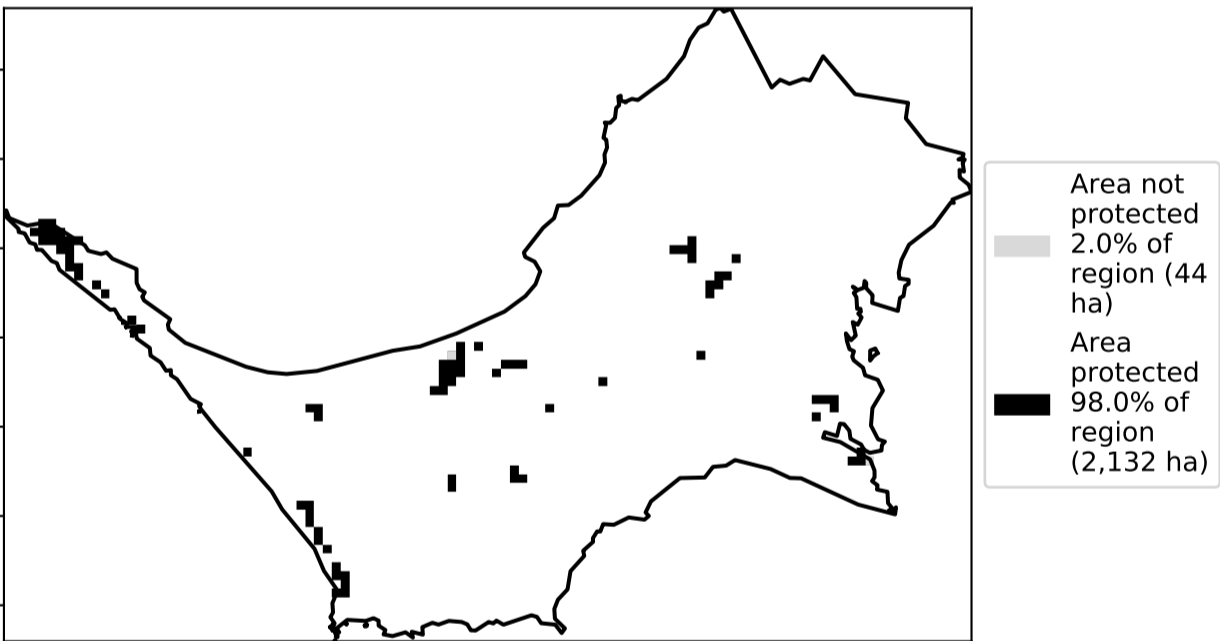 Area not
protected
2.0% of
region (44
ha)
Area
protected
98.0% of
region
(2,132 ha)